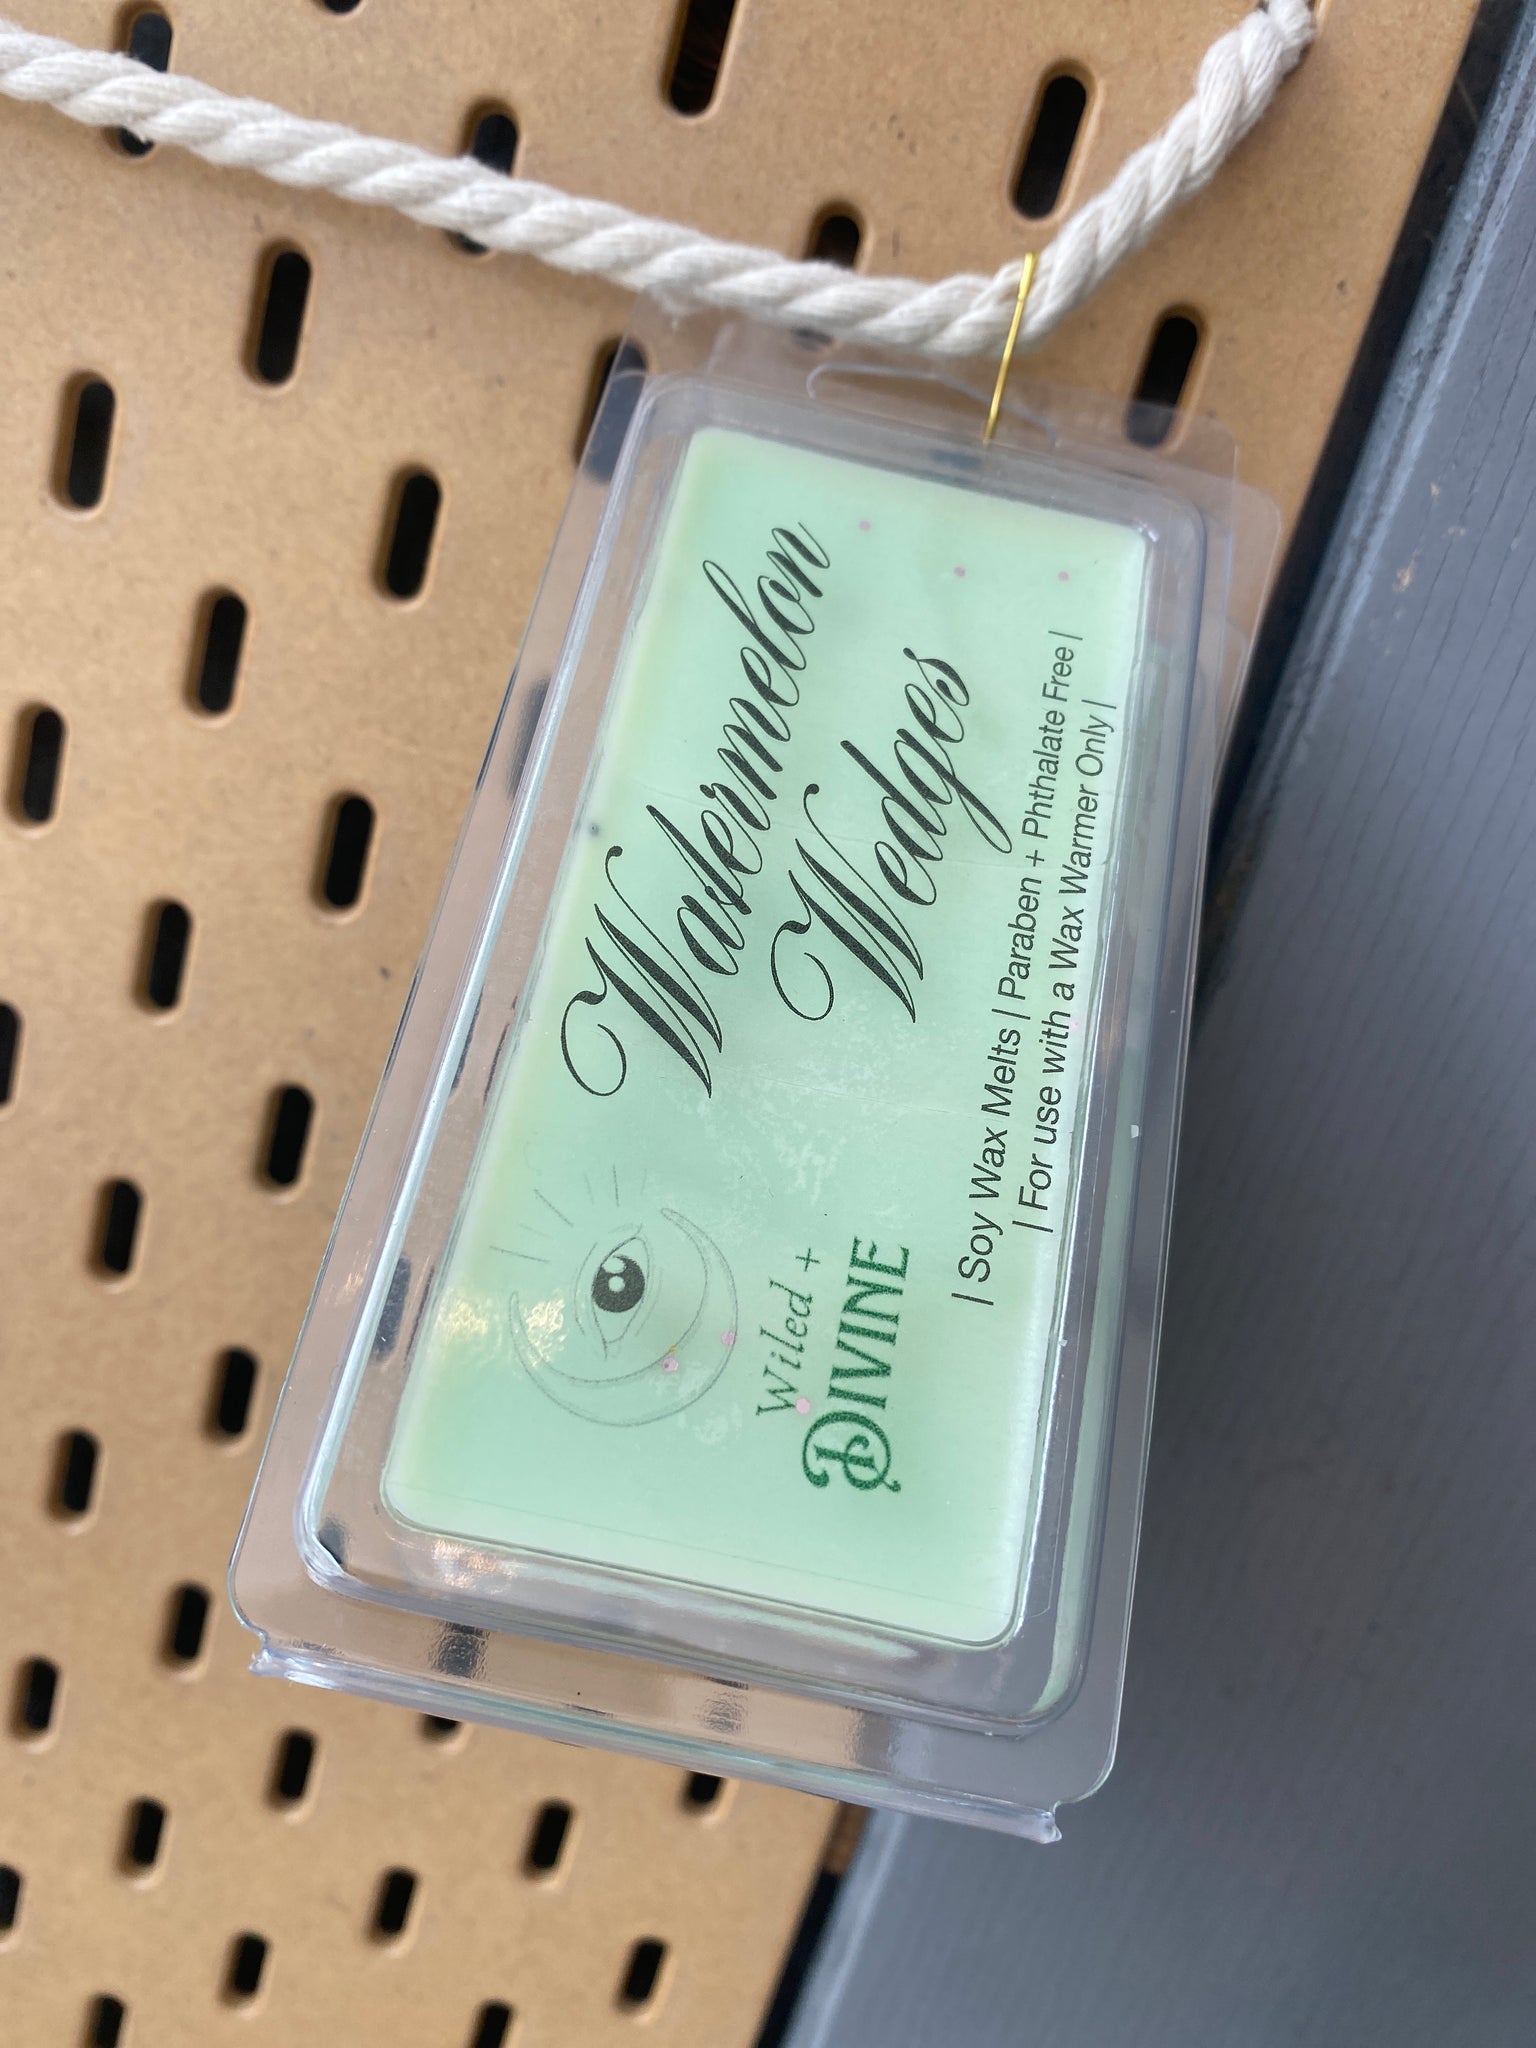 Watermelon
Wedges
Wiled +
DIVINE
| Soy Wax Melts | Paraben + Phthalate Free |
| For use with a Wax Warmer Only |